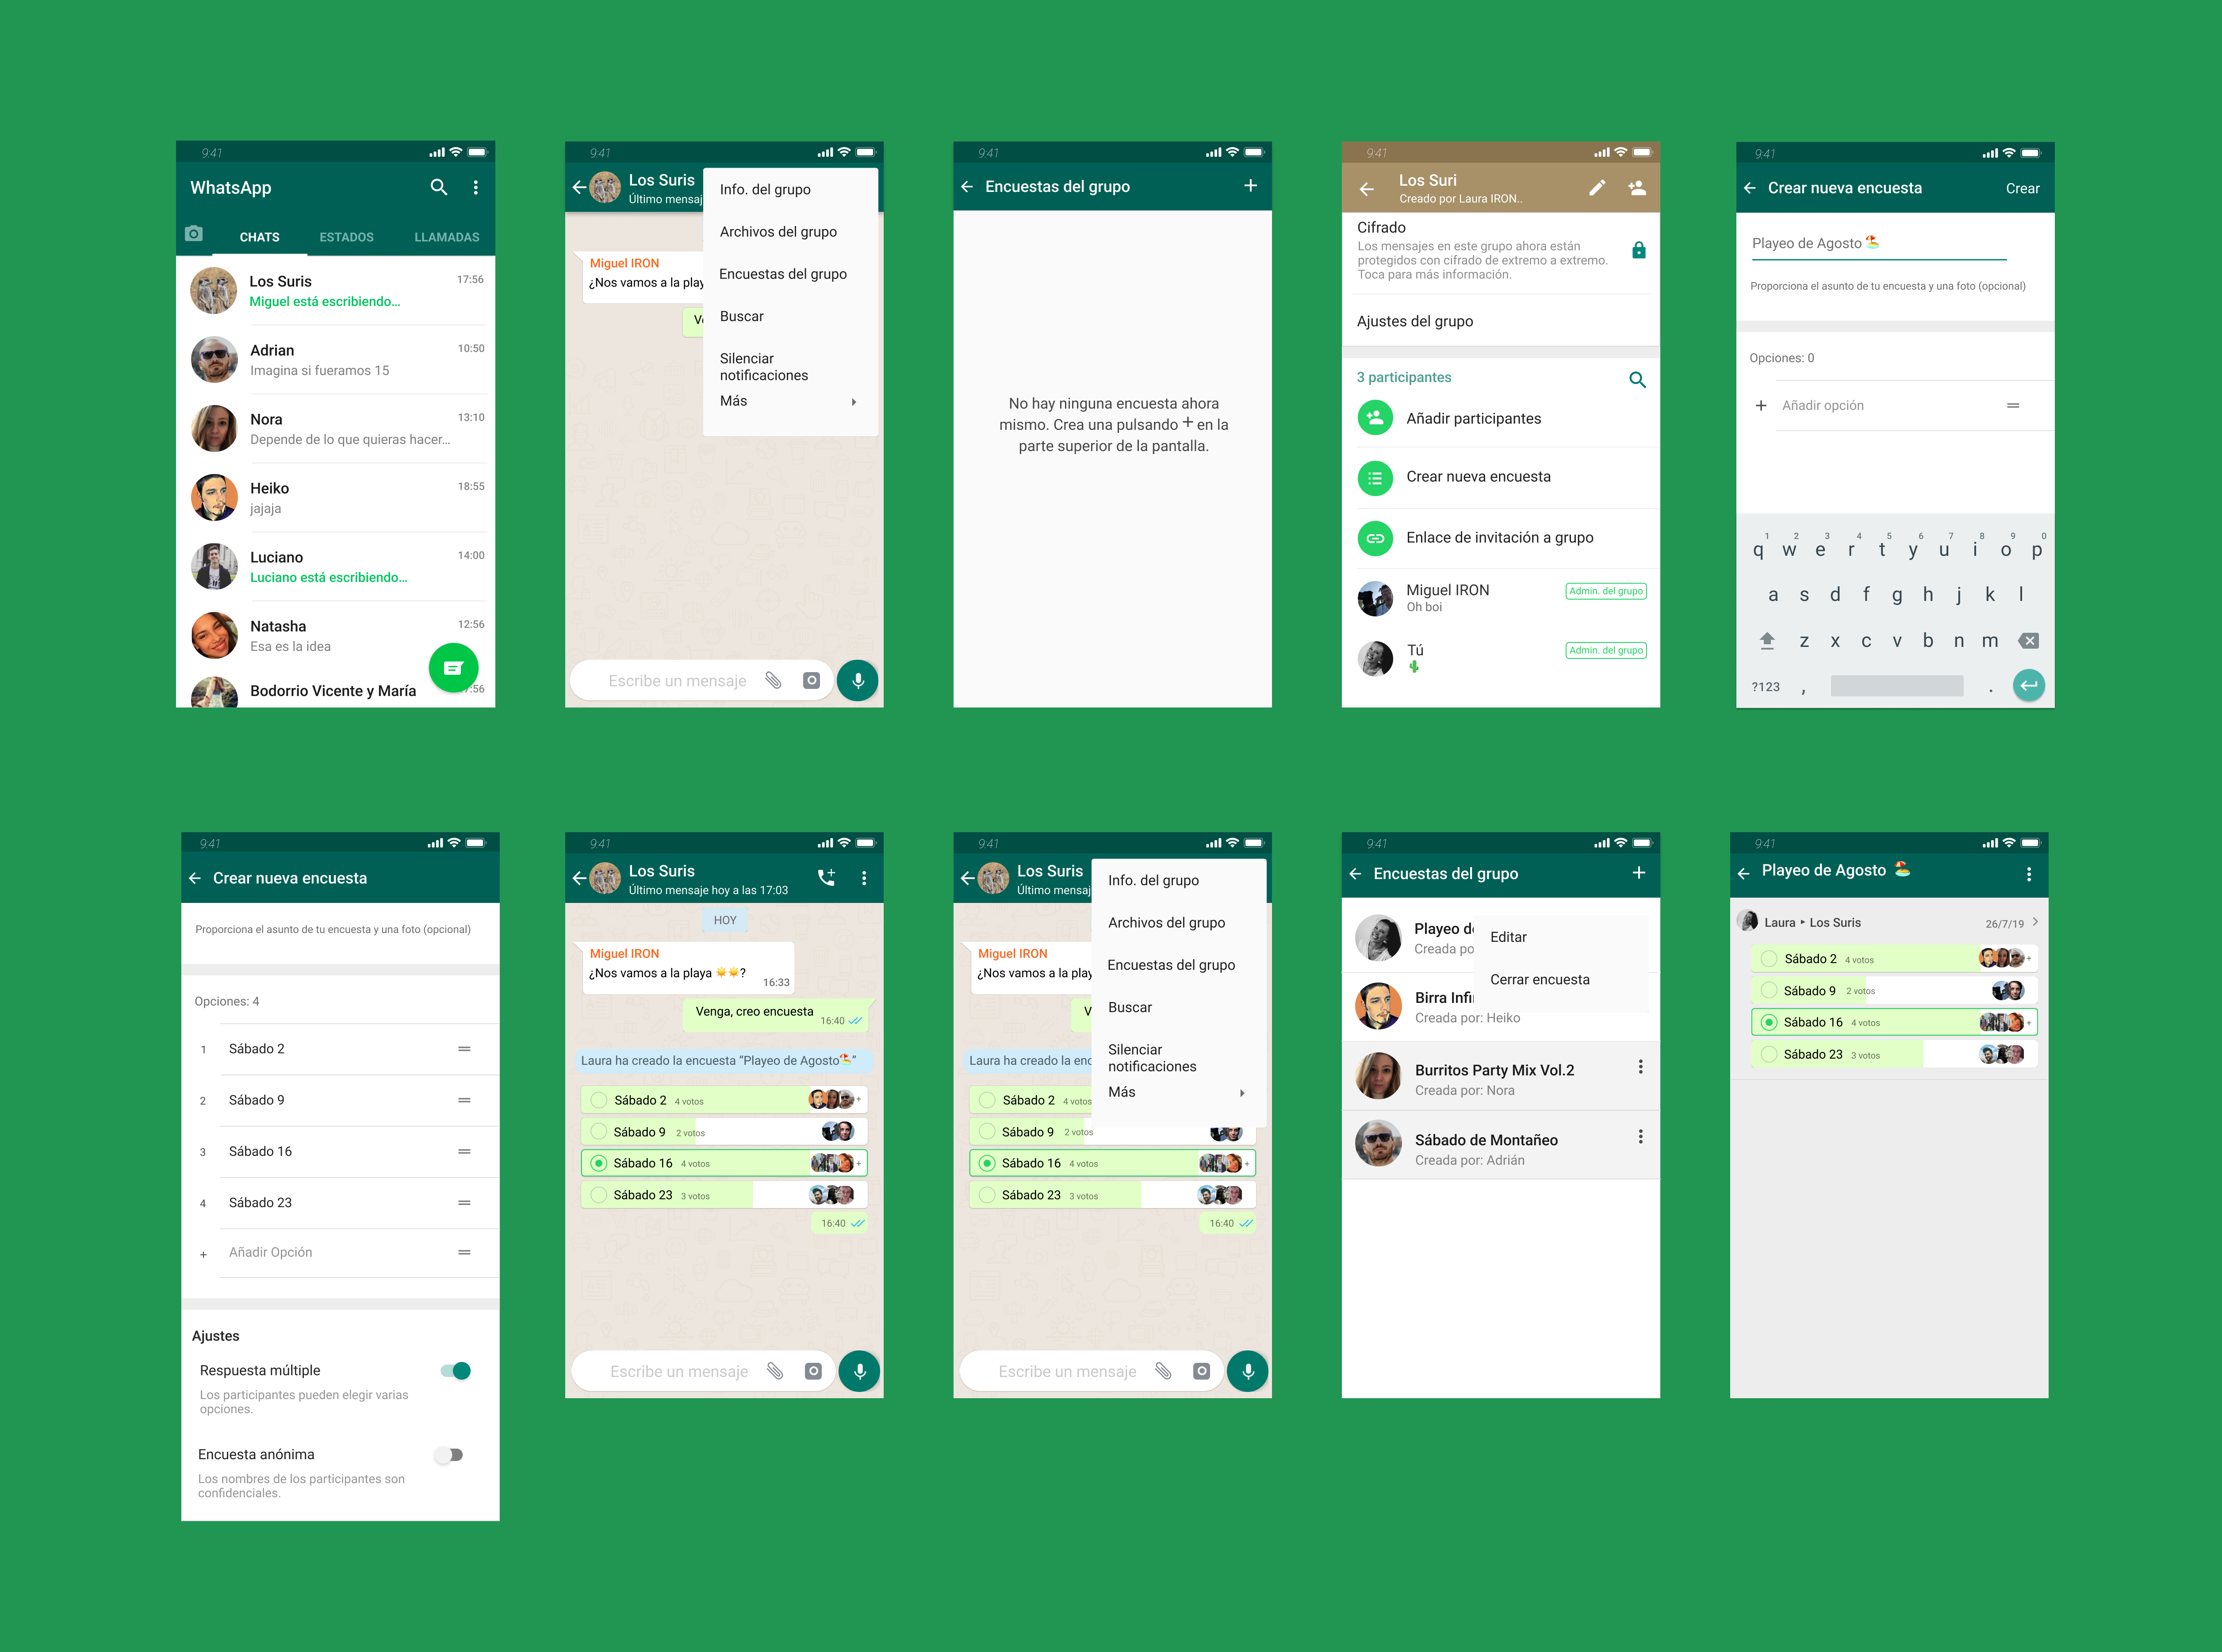 9:41
WhatsApp
CHATS ESTADOS LLAMADAS
Los Suris 17:56
Miguel está escribiendo...
Adrian 10:50
Imagina si fueramos 15
Nora 13:10
Depende de lo que quieras hacer...
Heiko 18:55
jajaja
Luciano 14:00
Luciano está escribiendo...
Natasha 12:56
Esa es la idea
Bodorrio Vicente y María :56
9:41
Los Suris
Último mensaj
Info. del grupo
Archivos del grupo
Encuestas del grupo
Buscar
Silenciar
notificaciones
Más
Miguel IRON
¿Nos vamos a la play
V
Escribe un mensaje
9:41
Encuestas del grupo +
No hay ninguna encuesta ahora
mismo. Crea una pulsando + en la
parte superior de la pantalla.
9:41
Los Suri
Creado por Laura IRON..
Cifrado
Los mensajes en este grupo ahora están
protegidos con cifrado de extremo a extremo.
Toca para más información.
Ajustes del grupo
3 participantes
Añadir participantes
Crear nueva encuesta
Enlace de invitación a grupo
Miguel IRON Admin. del grupo
Oh boi
Tú Admin. del grupo
🌵
9:41
Crear nueva encuesta Crear
Playeo de Agosto 🏖
Proporciona el asunto de tu encuesta y una foto (opcional)
Opciones: 0
+ Añadir opción
1 2 3 4 5 6 7 8 9 0
q w e r t y u i o p
a s d f g h j k l
z x c v b n m
?123 , .
9:41
Crear nueva encuesta
Proporciona el asunto de tu encuesta y una foto (opcional)
Opciones: 4
1 Sábado 2
2 Sábado 9
3 Sábado 16
4 Sábado 23
+ Añadir Opción
Ajustes
Respuesta múltiple
Los participantes pueden elegir varias
opciones.
Encuesta anónima
Los nombres de los participantes son
confidenciales.
9:41
Los Suris
Último mensaje hoy a las 17:03
HOY
Miguel IRON
¿Nos vamos a la playa ☀☀?
16:33
Venga, creo encuesta
16:40
Laura ha creado la encuesta “Playeo de Agosto🏖”
Sábado 2 4 votos +
Sábado 9 2 votos
Sábado 16 4 votos +
Sábado 23 3 votos
16:40
Escribe un mensaje
9:41
Los Suris
Último mensaj
Info. del grupo
Archivos del grupo
Encuestas del grupo
Buscar
Silenciar
notificaciones
Más
Miguel IRON
¿Nos vamos a la play
V
Laura ha creado la enc
Sábado 2 4 votos
Sábado 9 2 votos
Sábado 16 4 votos +
Sábado 23 3 votos
16:40
Escribe un mensaje
9:41
Encuestas del grupo +
Playeo d
Creada po
Editar
Cerrar encuesta
Birra Infi
Creada por: Heiko
Burritos Party Mix Vol.2
Creada por: Nora
Sábado de Montañeo
Creada por: Adrián
9:41
Playeo de Agosto 🏖
Laura ‣ Los Suris 26/7/19
Sábado 2 4 votos +
Sábado 9 2 votos
Sábado 16 4 votos +
Sábado 23 3 votos